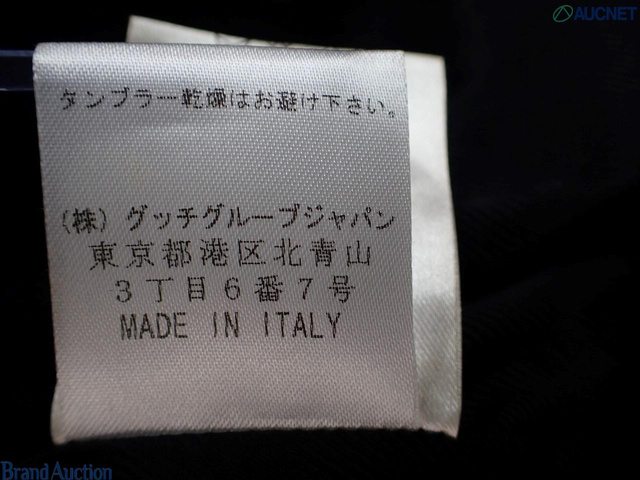 AUCNET
タンブラー乾燥はお避け下さい。
(株) グッチグループジャパン
東京都港区北青山
3丁目6番7号
MADE IN ITALY
Brand Auction